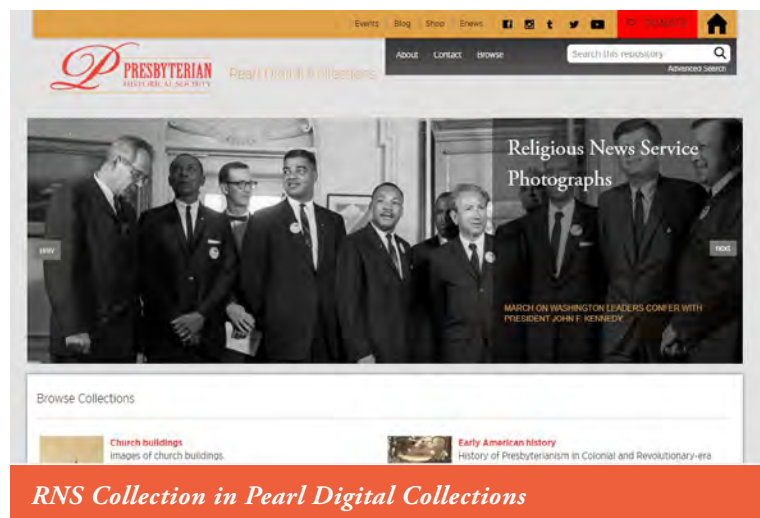 Events Blog Shop Enews
DONATE
PRESBYTERIAN
HISTORICAL SOCIETY
Pearl Digital Collections
About Contact Browse
Search this repository
Advanced Search
Religious News Service
Photographs
prev
next
MARCH ON WASHINGTON LEADERS CONFER WITH
PRESIDENT JOHN F. KENNEDY.
Browse Collections
Church buildings
Images of church buildings.
Early American history
History of Presbyterianism in Colonial and Revolutionary-era
RNS Collection in Pearl Digital Collections